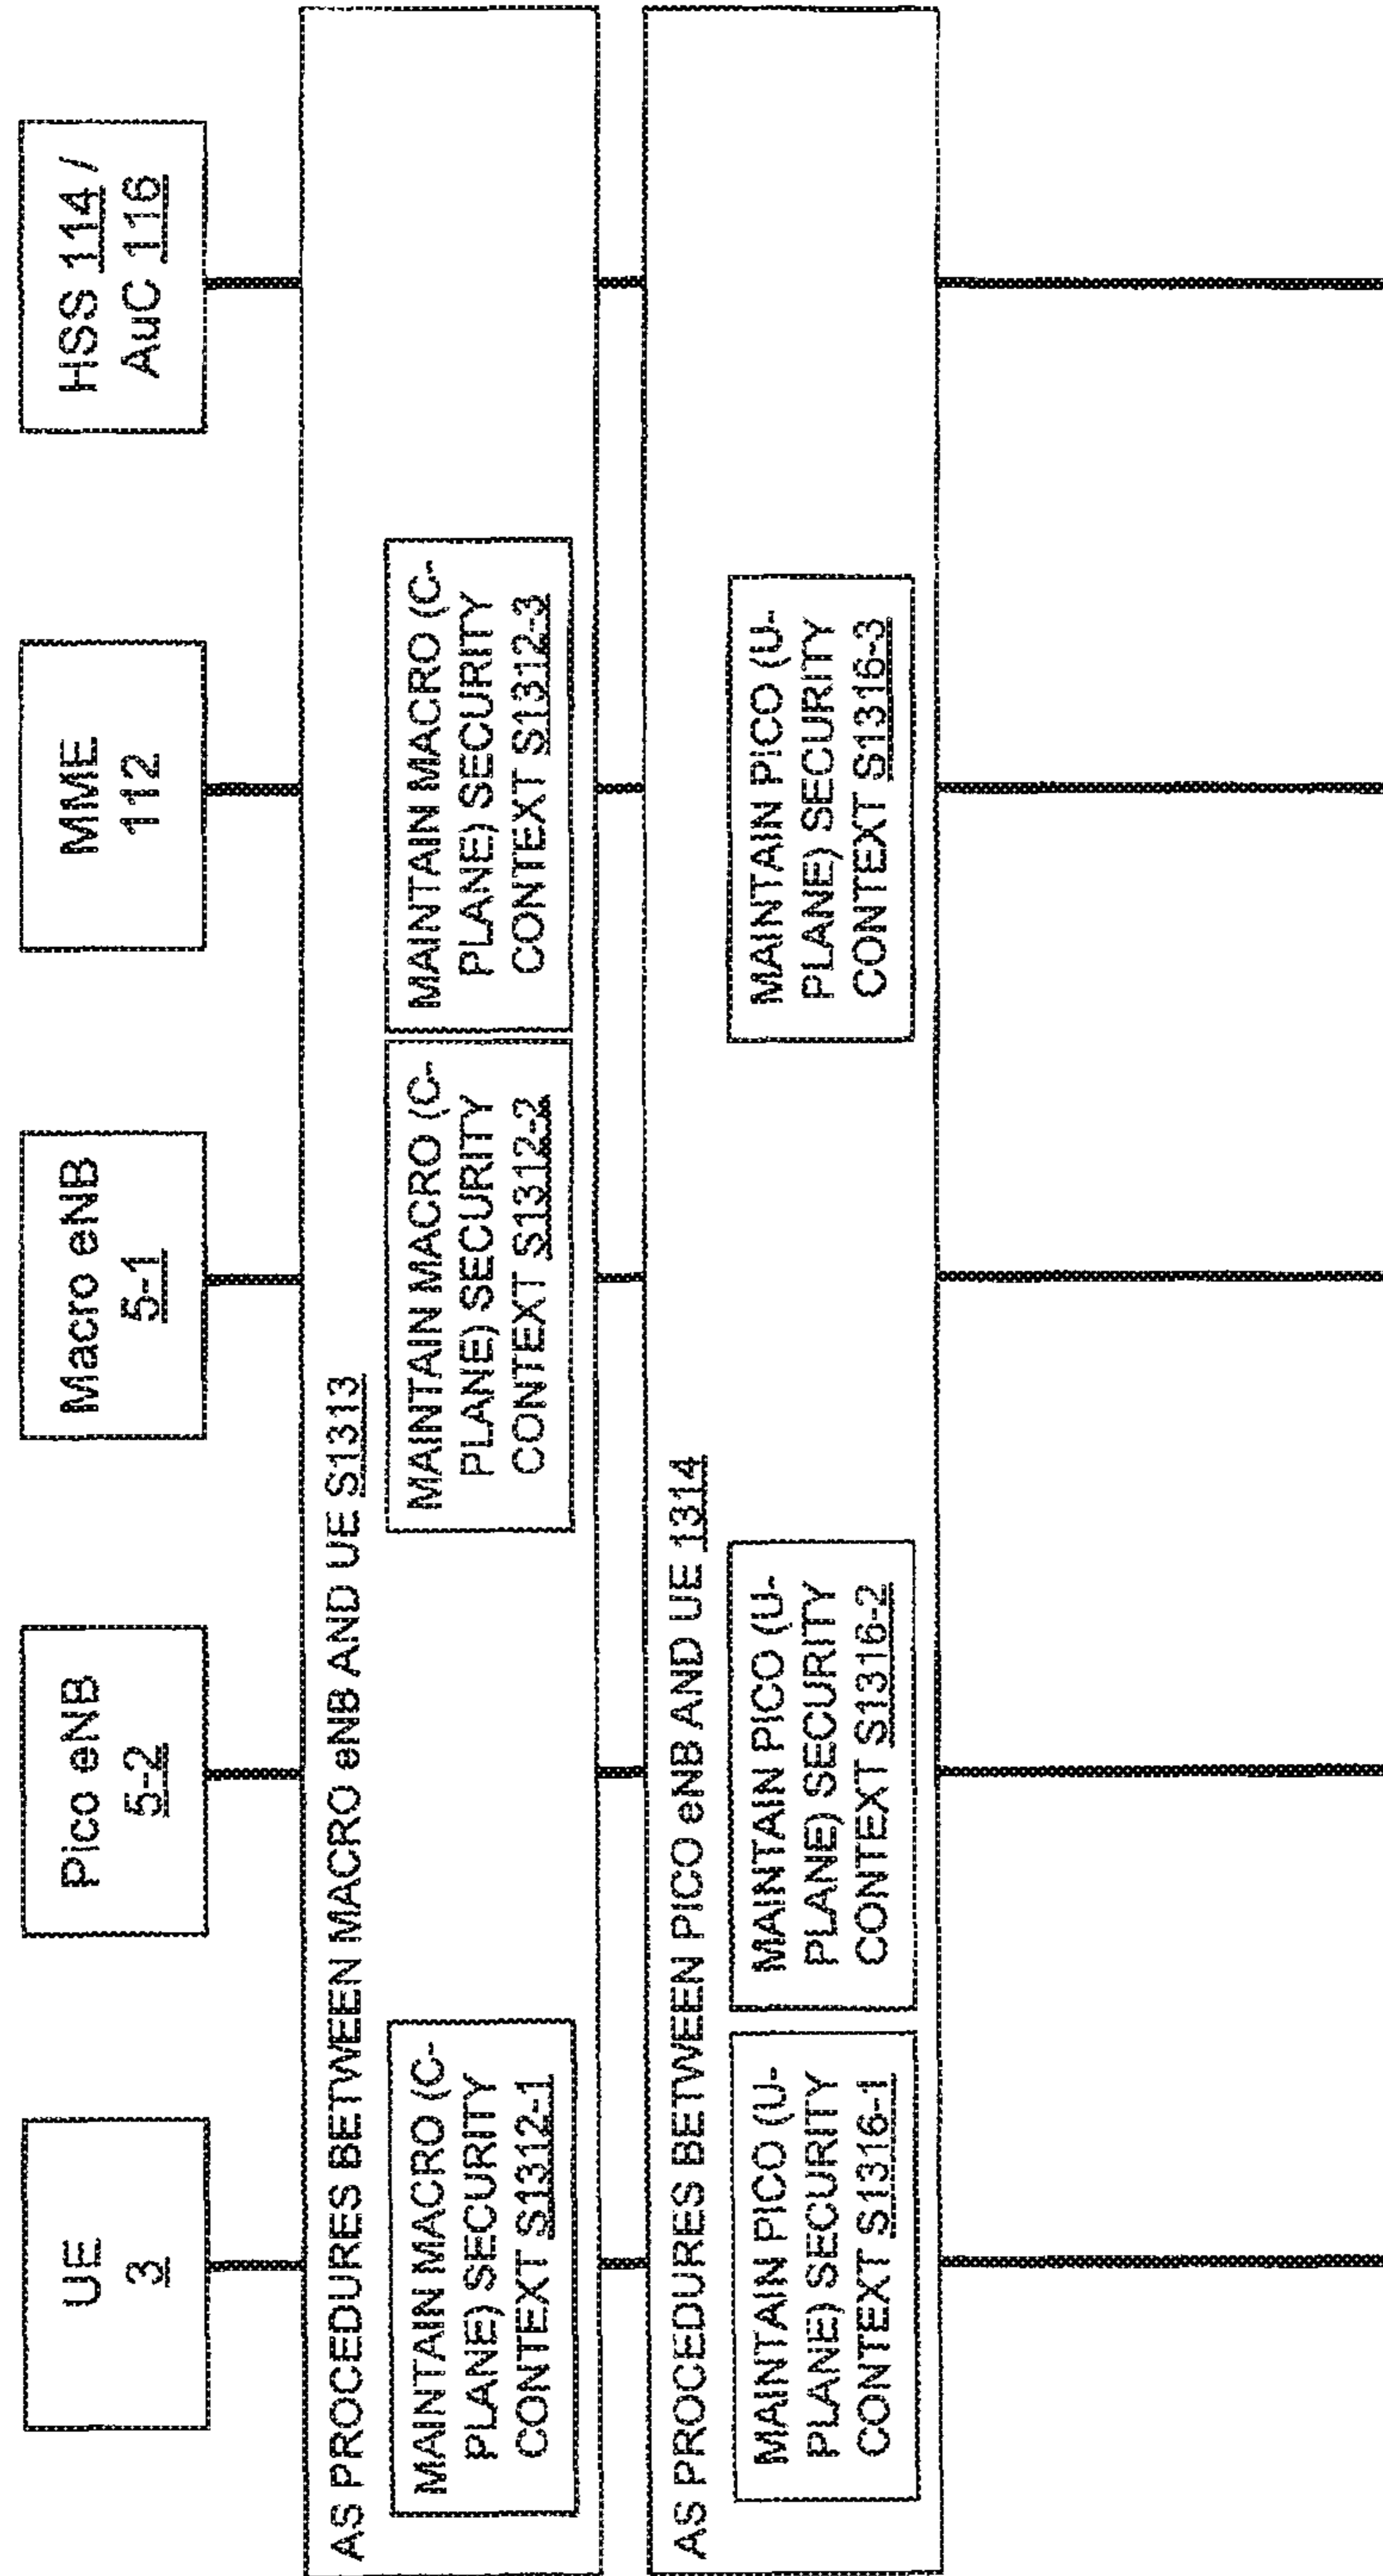 UE
3
Pico eNB
5-2
Macro eNB
5-1
MME
112
HSS 114 /
AuC 116
AS PROCEDURES BETWEEN MACRO eNB AND UE S1313
MAINTAIN MACRO (C-
PLANE) SECURITY
CONTEXT S1312-1
MAINTAIN MACRO (C-
PLANE) SECURITY
CONTEXT S1312-2
MAINTAIN MACRO (C-
PLANE) SECURITY
CONTEXT S1312-3
AS PROCEDURES BETWEEN PICO eNB AND UE 1314
MAINTAIN PICO (U-
PLANE) SECURITY
CONTEXT S1316-1
MAINTAIN PICO (U-
PLANE) SECURITY
CONTEXT S1316-2
MAINTAIN PICO (U-
PLANE) SECURITY
CONTEXT S1316-3